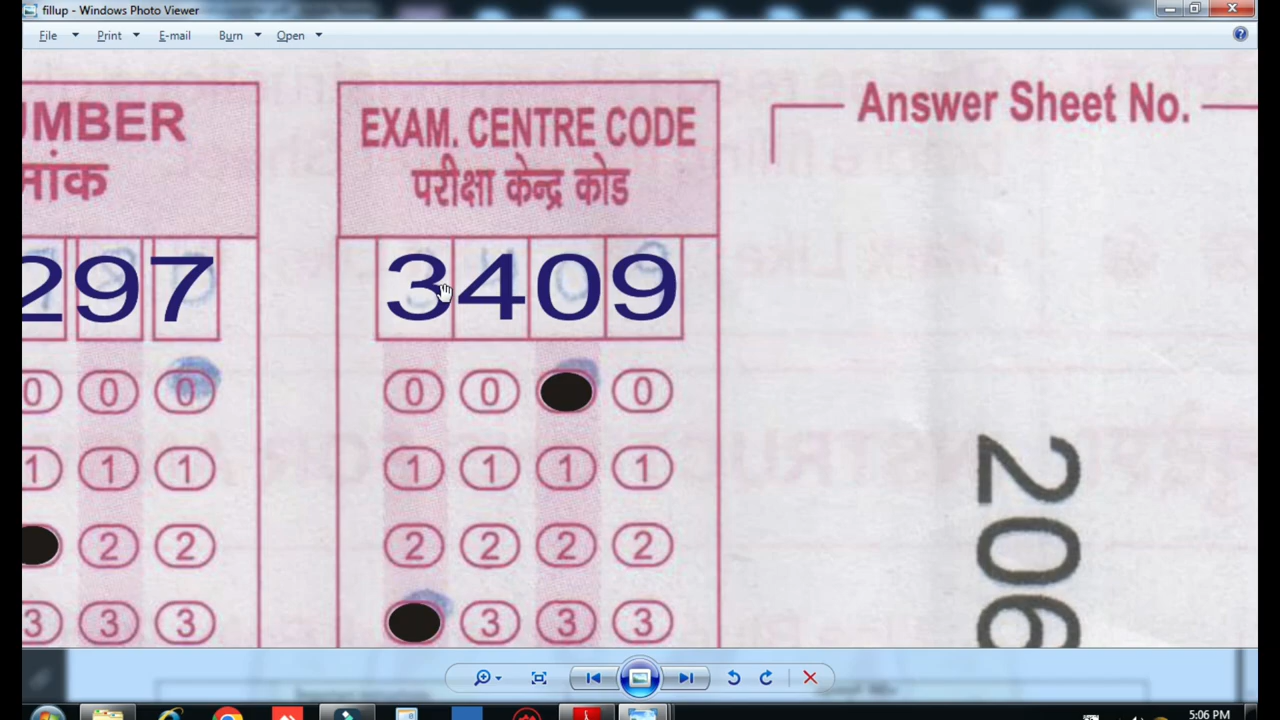 fillup - Windows Photo Viewer
File Print E-mail Burn Open
UMBER EXAM. CENTRE CODE Answer Sheet No.
परीक्षा केन्द्र कोड
297 3409
0 0 0 0 0 0
1 1 1 1 1 1 1
2 2 2 2 2 2
3 3 3 3 3 3
206
5:06 PM